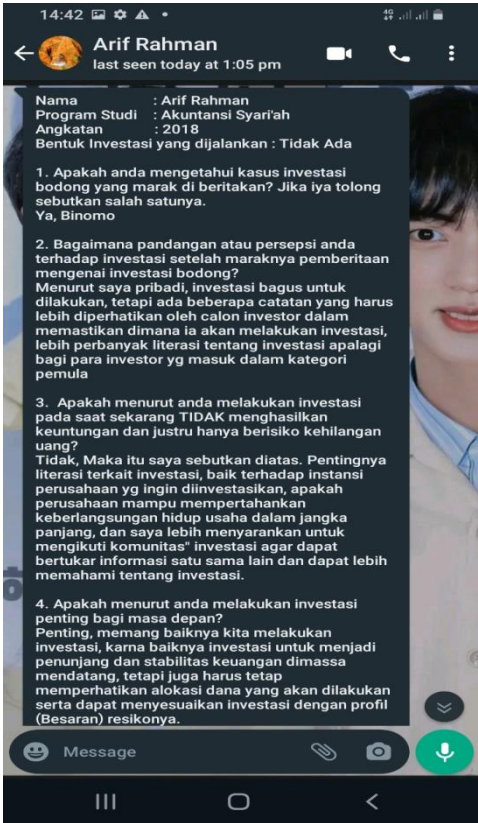 14:42
4G
Arif Rahman
last seen today at 1:05 pm
Nama : Arif Rahman
Program Studi : Akuntansi Syari'ah
Angkatan : 2018
Bentuk Investasi yang dijalankan : Tidak Ada
1. Apakah anda mengetahui kasus investasi
bodong yang marak di beritakan? Jika iya tolong
sebutkan salah satunya.
Ya, Binomo
2. Bagaimana pandangan atau persepsi anda
terhadap investasi setelah maraknya pemberitaan
mengenai investasi bodong?
Menurut saya pribadi, investasi bagus untuk
dilakukan, tetapi ada beberapa catatan yang harus
lebih diperhatikan oleh calon investor dalam
memastikan dimana ia akan melakukan investasi,
lebih perbanyak literasi tentang investasi apalagi
bagi para investor yg masuk dalam kategori
pemula
3. Apakah menurut anda melakukan investasi
pada saat sekarang TIDAK menghasilkan
keuntungan dan justru hanya berisiko kehilangan
uang?
Tidak, Maka itu saya sebutkan diatas. Pentingnya
literasi terkait investasi, baik terhadap instansi
perusahaan yg ingin diinvestasikan, apakah
perusahaan mampu mempertahankan
keberlangsungan hidup usaha dalam jangka
panjang, dan saya lebih menyarankan untuk
mengikuti komunitas" investasi agar dapat
bertukar informasi satu sama lain dan dapat lebih
memahami tentang investasi.
4. Apakah menurut anda melakukan investasi
penting bagi masa depan?
Penting, memang baiknya kita melakukan
investasi, karna baiknya investasi untuk menjadi
penunjang dan stabilitas keuangan dimassa
mendatang, tetapi juga harus tetap
memperhatikan alokasi dana yang akan dilakukan
serta dapat menyesuaikan investasi dengan profil
(Besaran) resikonya.
Message